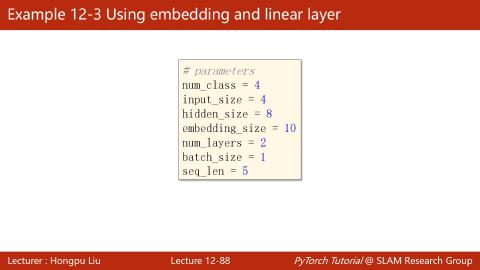 Example 12-3 Using embedding and linear layer
# parameters
num_class = 4
input_size = 4
hidden_size = 8
embedding_size = 10
num_layers = 2
batch_size = 1
seq_len = 5
Lecturer : Hongpu Liu
Lecture 12-88
PyTorch Tutorial @ SLAM Research Group